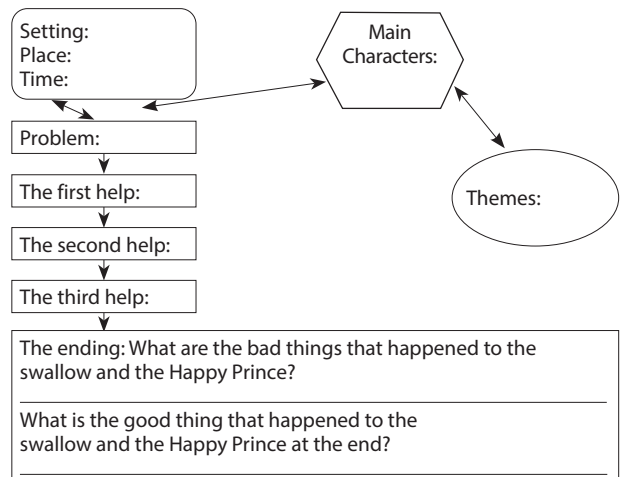 Setting:
Place:
Time:
Main
Characters:
Problem:
The first help:
Themes:
The second help:
The third help:
The ending: What are the bad things that happened to the
swallow and the Happy Prince?
What is the good thing that happened to the
swallow and the Happy Prince at the end?